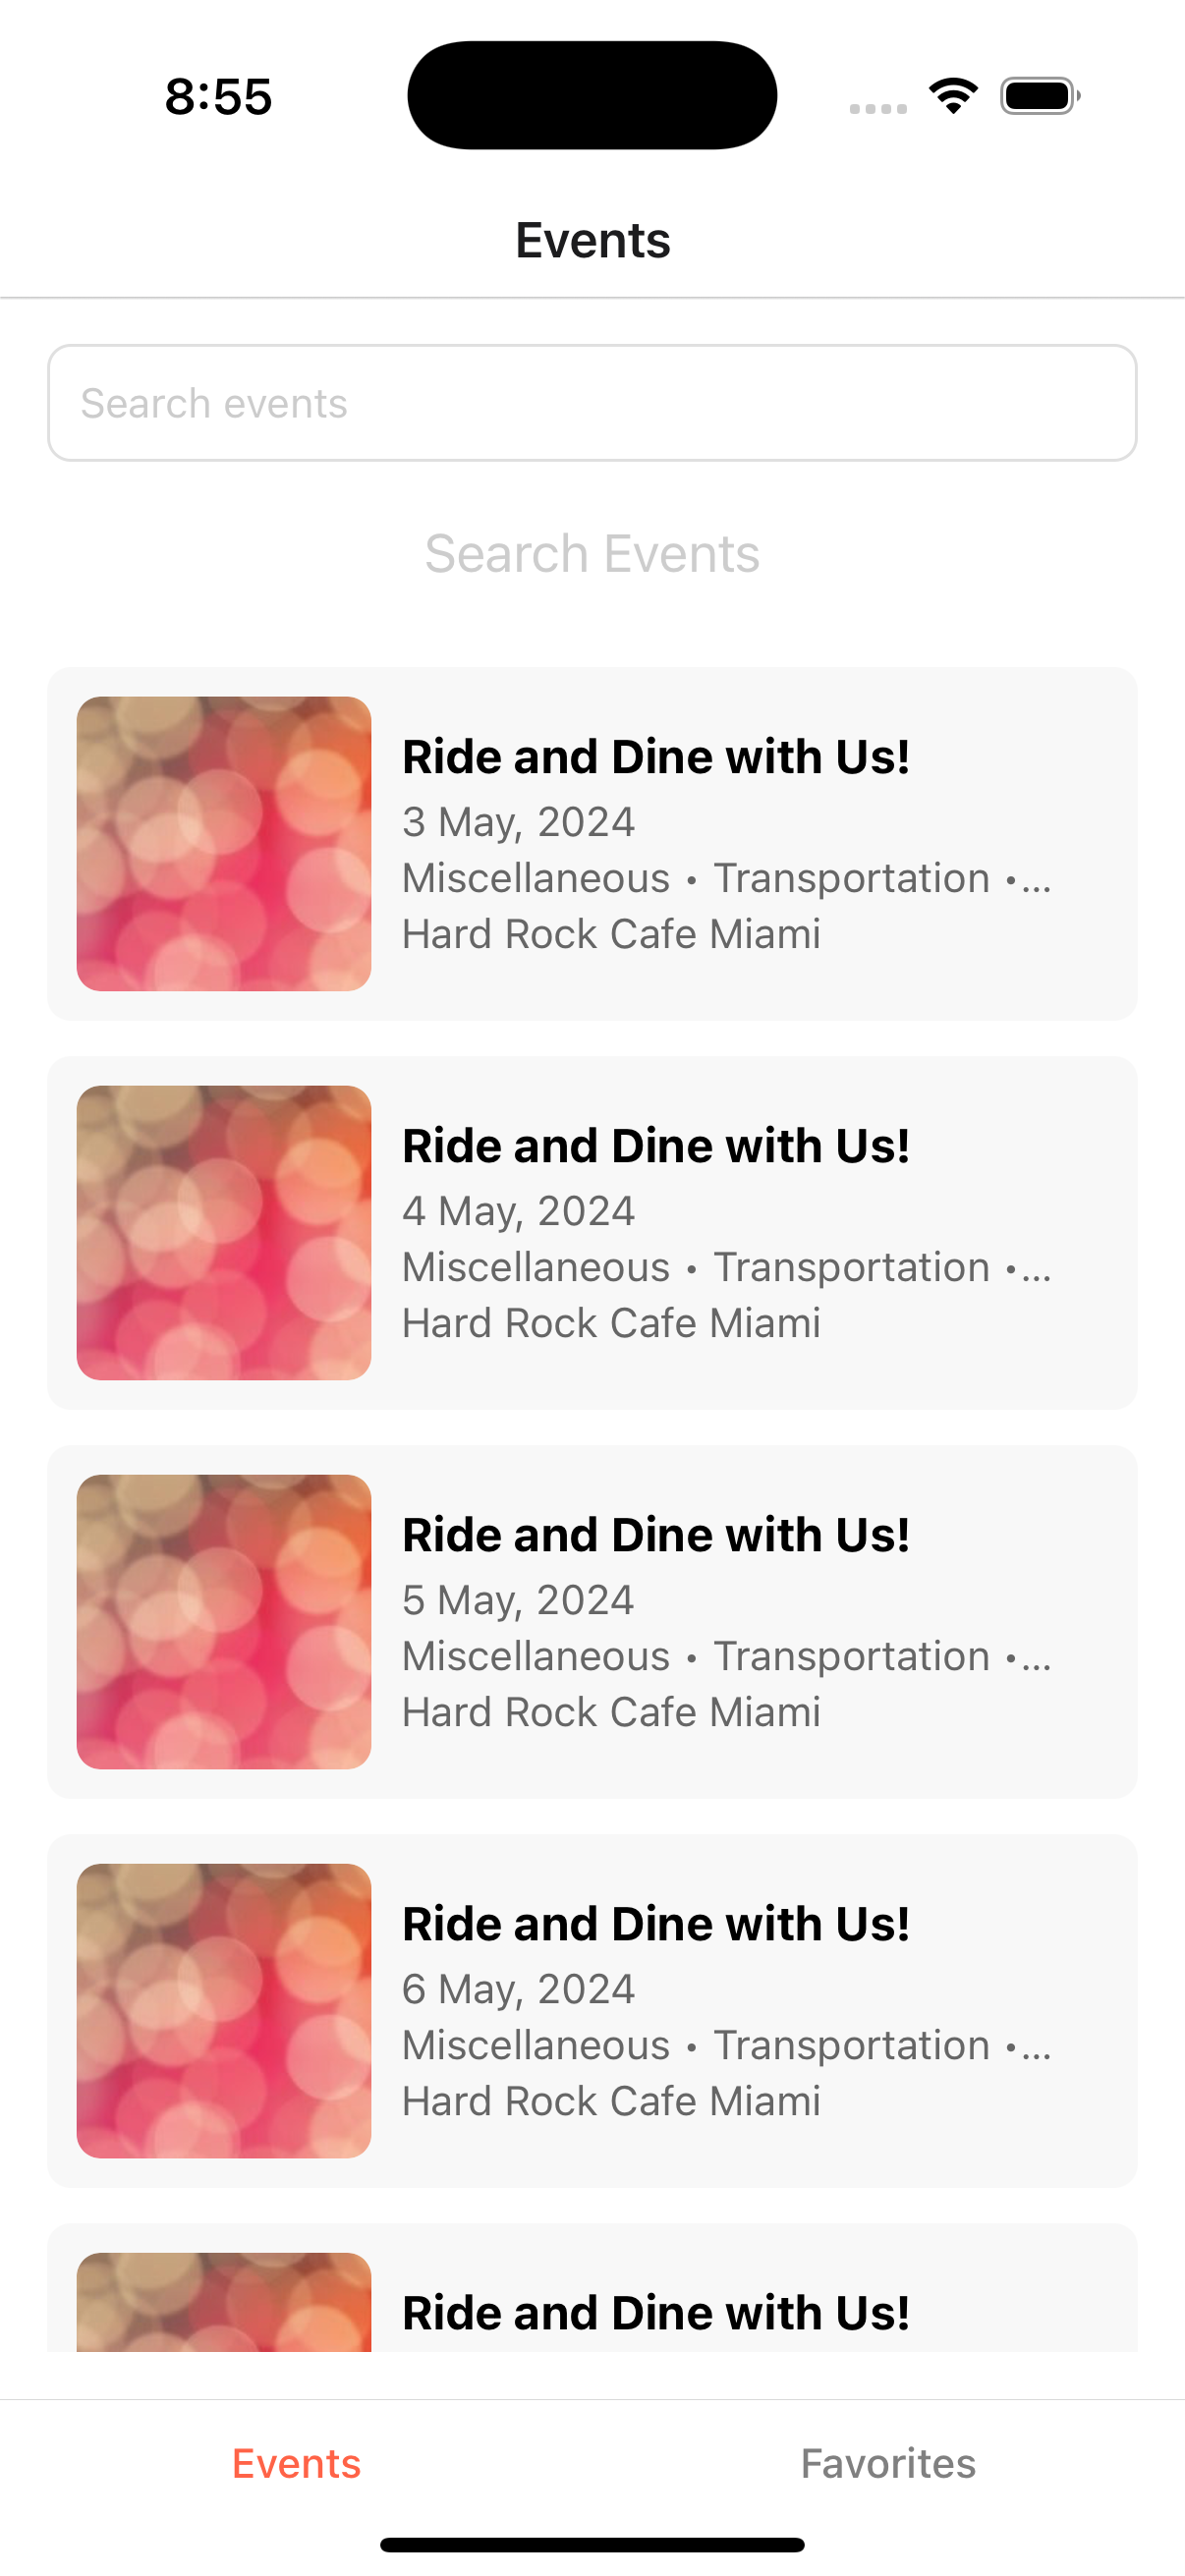 8:55
Events
Search events
Search Events
Ride and Dine with Us!
3 May, 2024
Miscellaneous • Transportation •...
Hard Rock Cafe Miami
Ride and Dine with Us!
4 May, 2024
Miscellaneous • Transportation •...
Hard Rock Cafe Miami
Ride and Dine with Us!
5 May, 2024
Miscellaneous • Transportation •...
Hard Rock Cafe Miami
Ride and Dine with Us!
6 May, 2024
Miscellaneous • Transportation •...
Hard Rock Cafe Miami
Ride and Dine with Us!
Events
Favorites